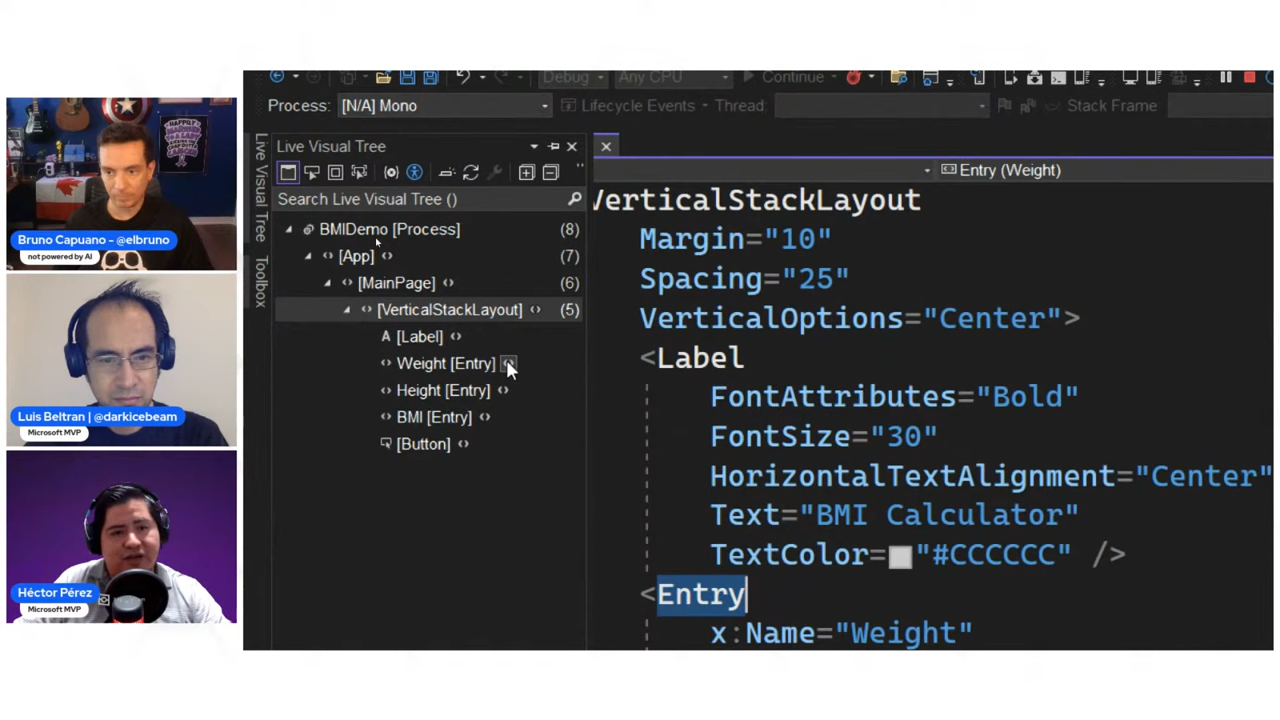 Bruno Capuano - @elbruno
not powered by AI
Luis Beltran | @darkicebeam
Microsoft MVP
Héctor Pérez
Microsoft MVP
Debug
Any CPU
Continue
Process: [N/A] Mono
Lifecycle Events
Thread:
Stack Frame
Live Visual Tree
Toolbox
Live Visual Tree
Search Live Visual Tree ()
BMIDemo [Process] (8)
[App] (7)
[MainPage] (6)
[VerticalStackLayout] (5)
A [Label]
Weight [Entry]
Height [Entry]
BMI [Entry]
[Button]
Entry (Weight)
VerticalStackLayout
Margin="10"
Spacing="25"
VerticalOptions="Center">
<Label
FontAttributes="Bold"
FontSize="30"
HorizontalTextAlignment="Center"
Text="BMI Calculator"
TextColor="#CCCCCC" />
<Entry
x:Name="Weight"